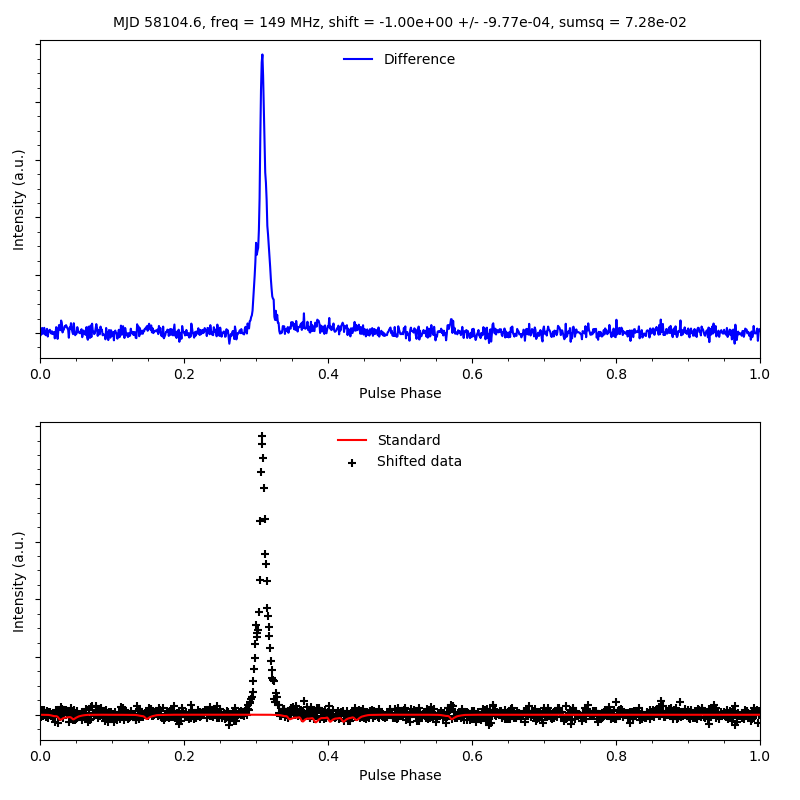 MJD 58104.6, freq = 149 MHz, shift = -1.00e+00 +/- -9.77e-04, sumsq = 7.28e-02
Difference
Intensity (a.u.)
0.0 0.2 0.4 0.6 0.8 1.0
Pulse Phase
Standard
Shifted data
Intensity (a.u.)
0.0 0.2 0.4 0.6 0.8 1.0
Pulse Phase